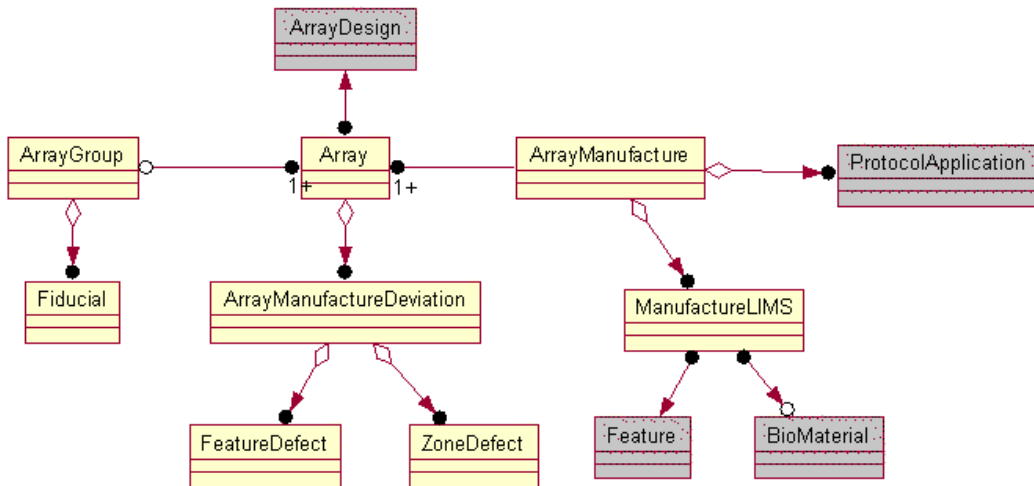 ArrayDesign
ArrayGroup
Array
ArrayManufacture
ProtocolApplication
1+
1+
Fiducial
ArrayManufactureDeviation
ManufactureLIMS
FeatureDefect
ZoneDefect
Feature
BioMaterial